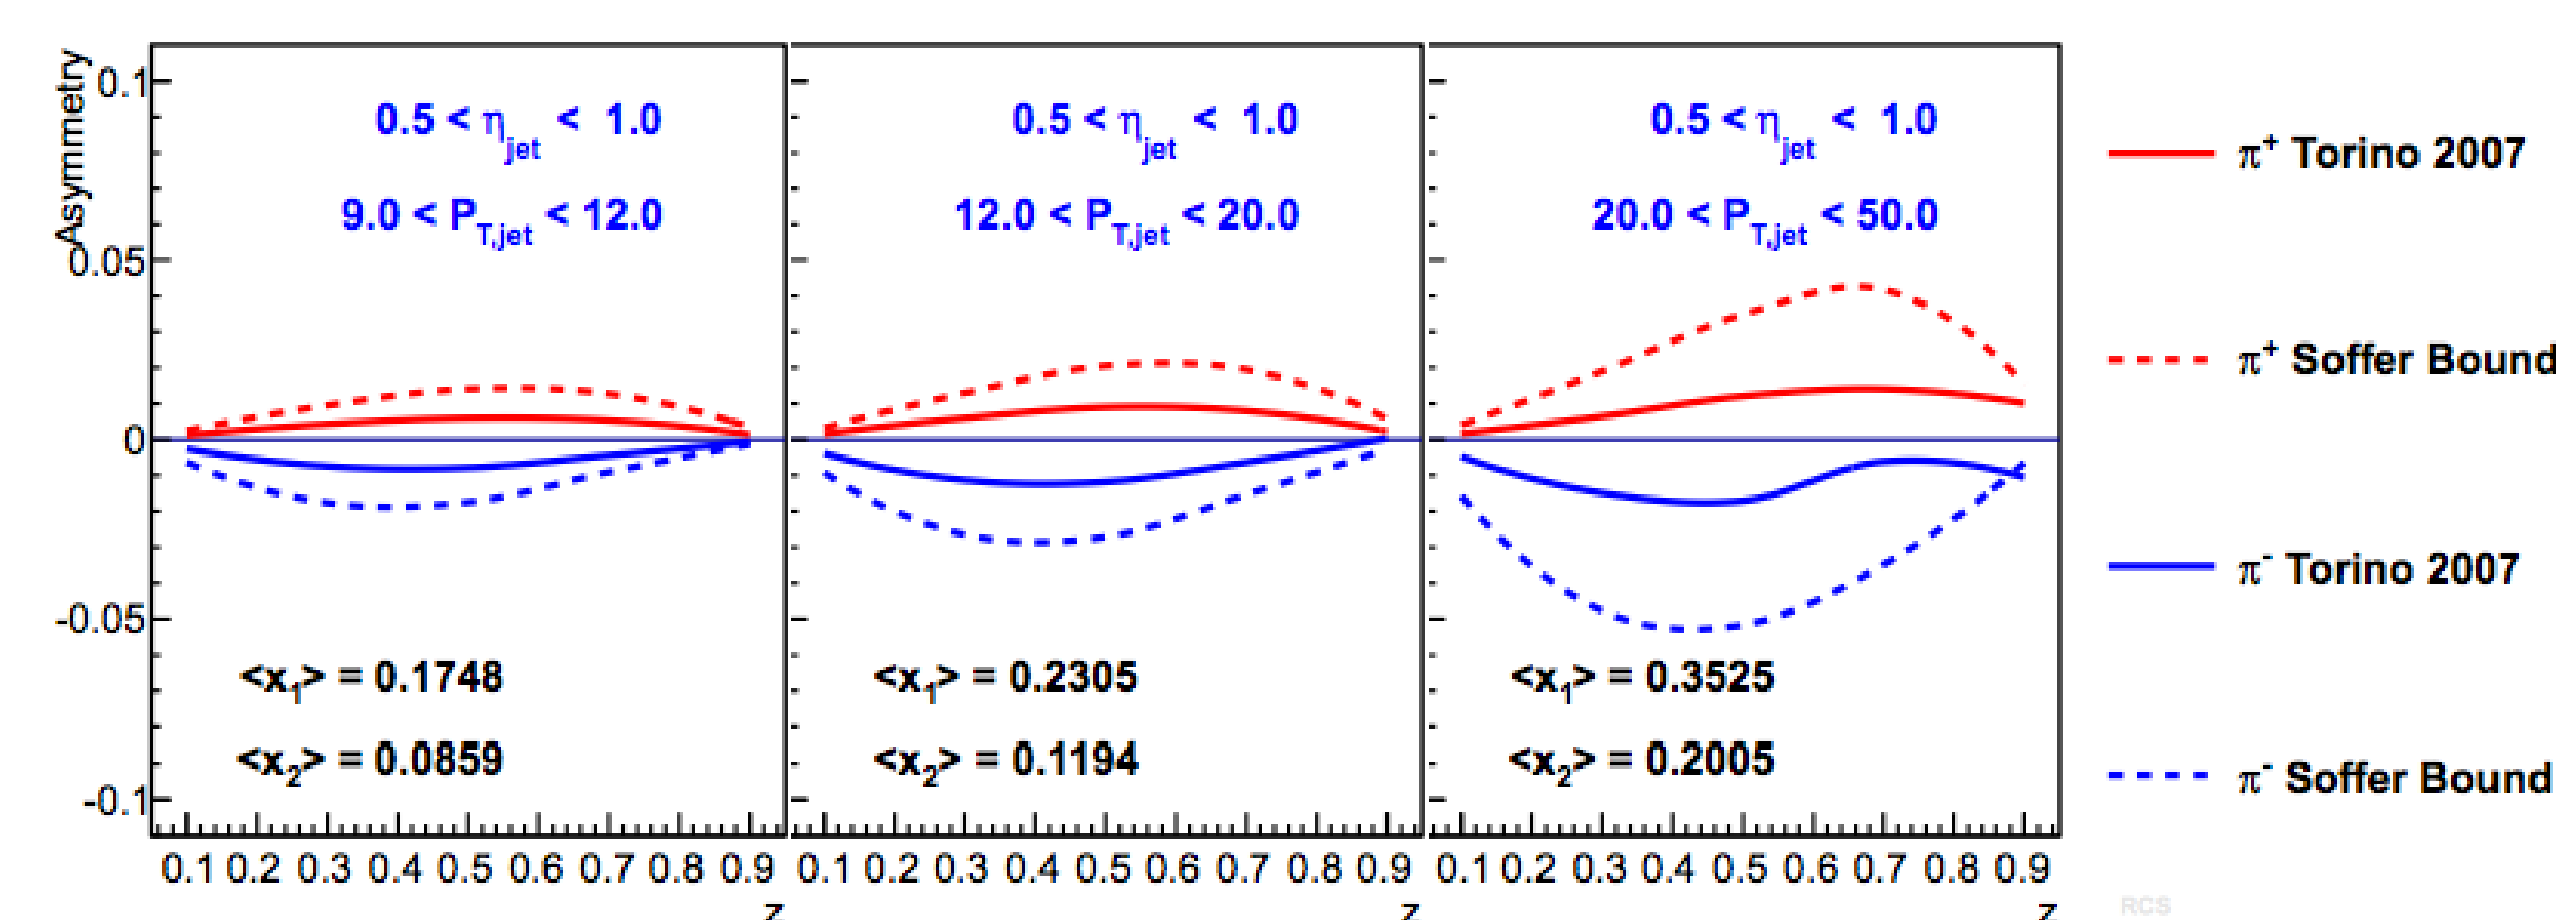 Asymmetry
0.1
0.05
0
-0.05
-0.1
0.5 < η_jet < 1.0
9.0 < P_T,jet < 12.0
<x_1> = 0.1748
<x_2> = 0.0859
0.1 0.2 0.3 0.4 0.5 0.6 0.7 0.8 0.9
z
0.5 < η_jet < 1.0
12.0 < P_T,jet < 20.0
<x_1> = 0.2305
<x_2> = 0.1194
0.1 0.2 0.3 0.4 0.5 0.6 0.7 0.8 0.9
z
0.5 < η_jet < 1.0
20.0 < P_T,jet < 50.0
<x_1> = 0.3525
<x_2> = 0.2005
0.1 0.2 0.3 0.4 0.5 0.6 0.7 0.8 0.9
z
π⁺ Torino 2007
π⁺ Soffer Bound
π⁻ Torino 2007
π⁻ Soffer Bound
RCS